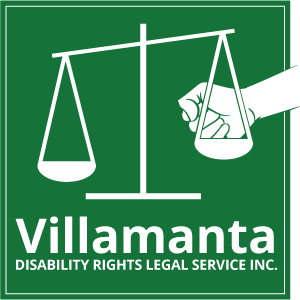 Villamanta
DISABILITY RIGHTS LEGAL SERVICE INC.